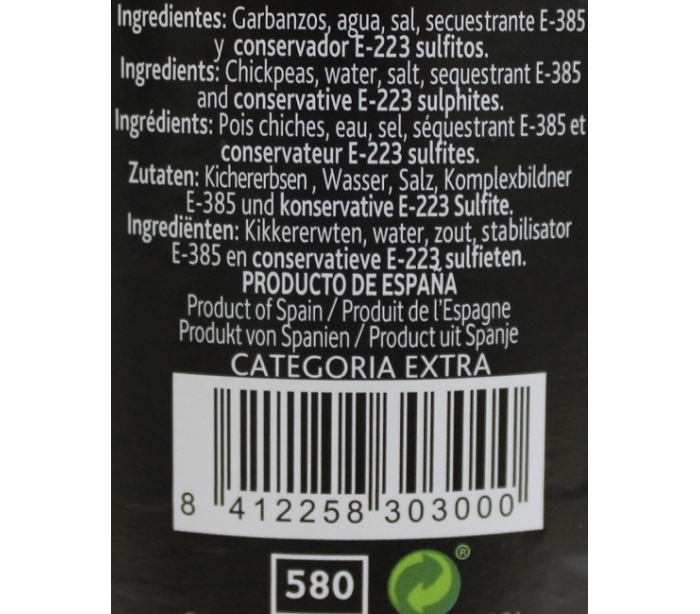 Ingredientes: Garbanzos, agua, sal, secuestrante E-385
y conservador E-223 sulfitos.
Ingredients: Chickpeas, water, salt, sequestrant E-385
and conservative E-223 sulphites.
Ingrédients: Pois chiches, eau, sel, séquestrant E-385 et
conservateur E-223 sulfites.
Zutaten: Kichererbsen , Wasser, Salz, Komplexbildner
E-385 und konservative E-223 Sulfite.
Ingrediënten: Kikkererwten, water, zout, stabilisator
E-385 en conservatieve E-223 sulfieten.
PRODUCTO DE ESPAÑA
Product of Spain / Produit de l'Espagne
Produkt von Spanien / Product uit Spanje
CATEGORIA EXTRA
8 412258 303000
580 ®